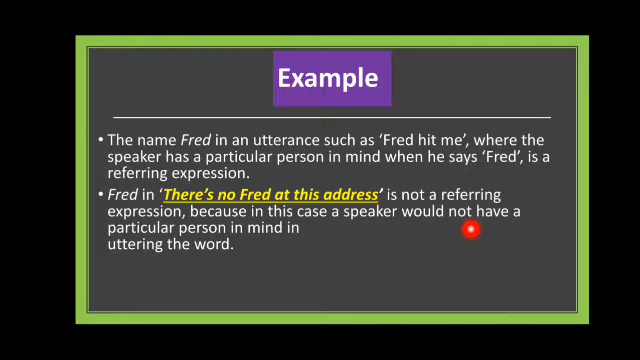 Example
• The name Fred in an utterance such as ‘Fred hit me’, where the
speaker has a particular person in mind when he says ‘Fred’, is a
referring expression.
• Fred in ‘There’s no Fred at this address’ is not a referring
expression, because in this case a speaker would not have a
particular person in mind in
uttering the word.